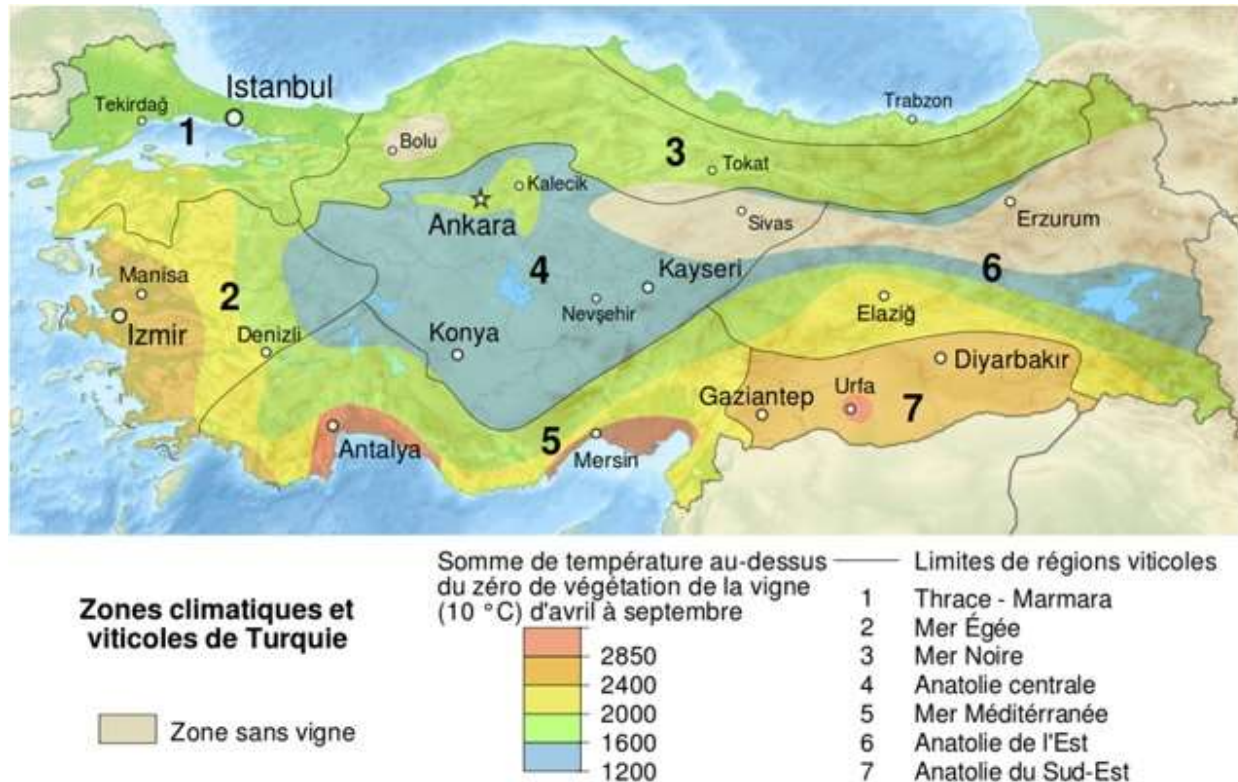 Istanbul
Tekirdağ
1
Trabzon
Bolu
3
Tokat
Kalecik
Ankara
Sivas
Erzurum
4
Kayseri
6
Manisa
2
Nevşehir
Elaziğ
Izmir
Denizli
Konya
Diyarbakır
Gaziantep
Urfa
7
Antalya
5
Mersin
Zones climatiques et
viticoles de Turquie
Zone sans vigne
Somme de température au-dessus
du zéro de végétation de la vigne
(10 °C) d'avril à septembre
2850
2400
2000
1600
1200
Limites de régions viticoles
1 Thrace - Marmara
2 Mer Égée
3 Mer Noire
4 Anatolie centrale
5 Mer Méditérranée
6 Anatolie de l'Est
7 Anatolie du Sud-Est